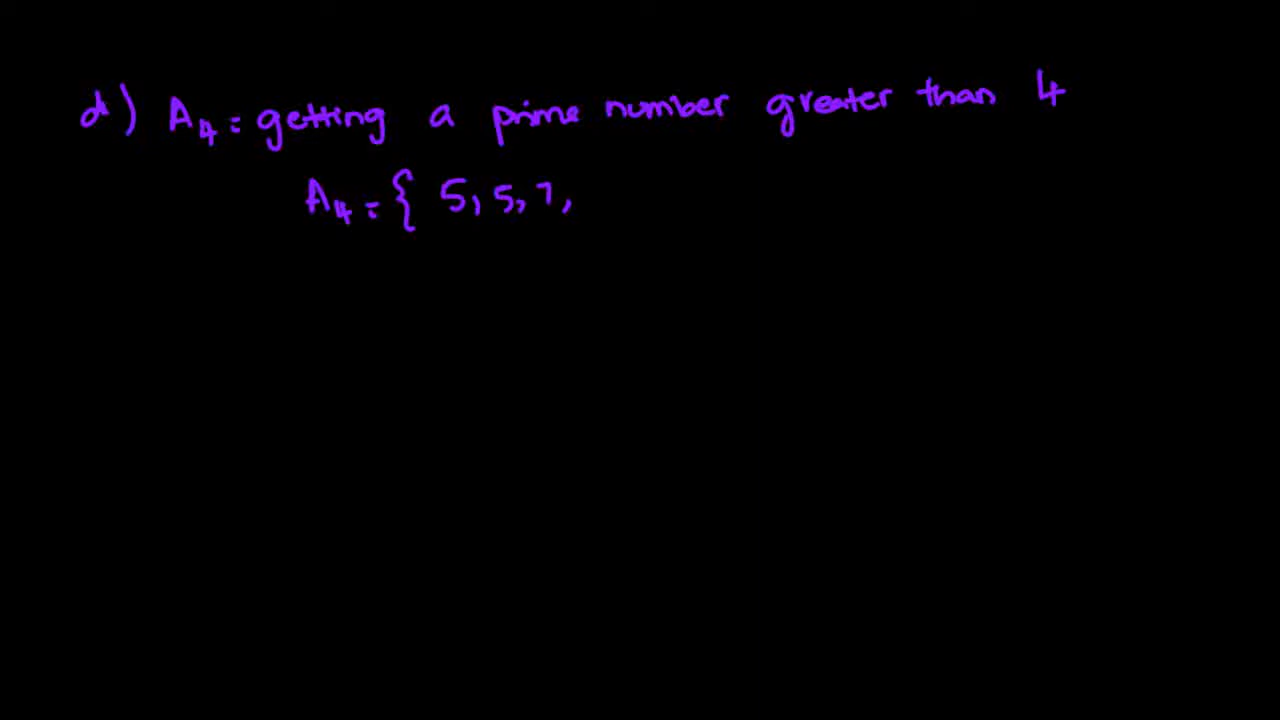 d) A₄ = getting a prime number greater than 4
A₄ = { 5, 5, 7,